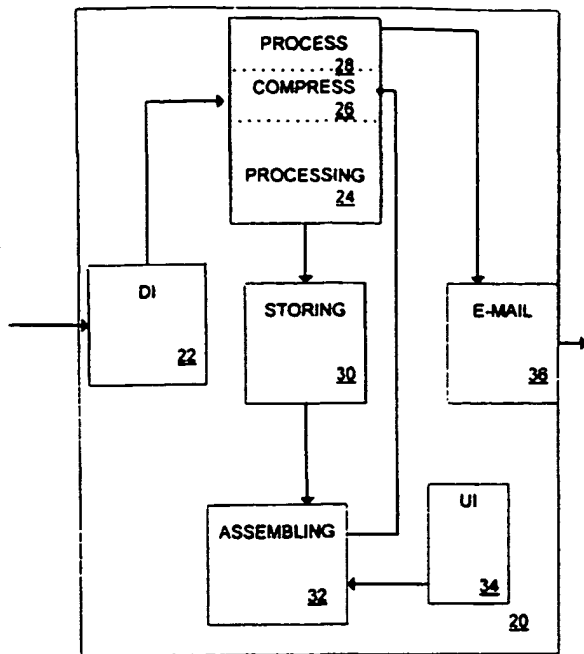 PROCESS
28
COMPRESS
26
PROCESSING
24
DI
22
STORING
30
E-MAIL
36
ASSEMBLING
32
UI
34
20